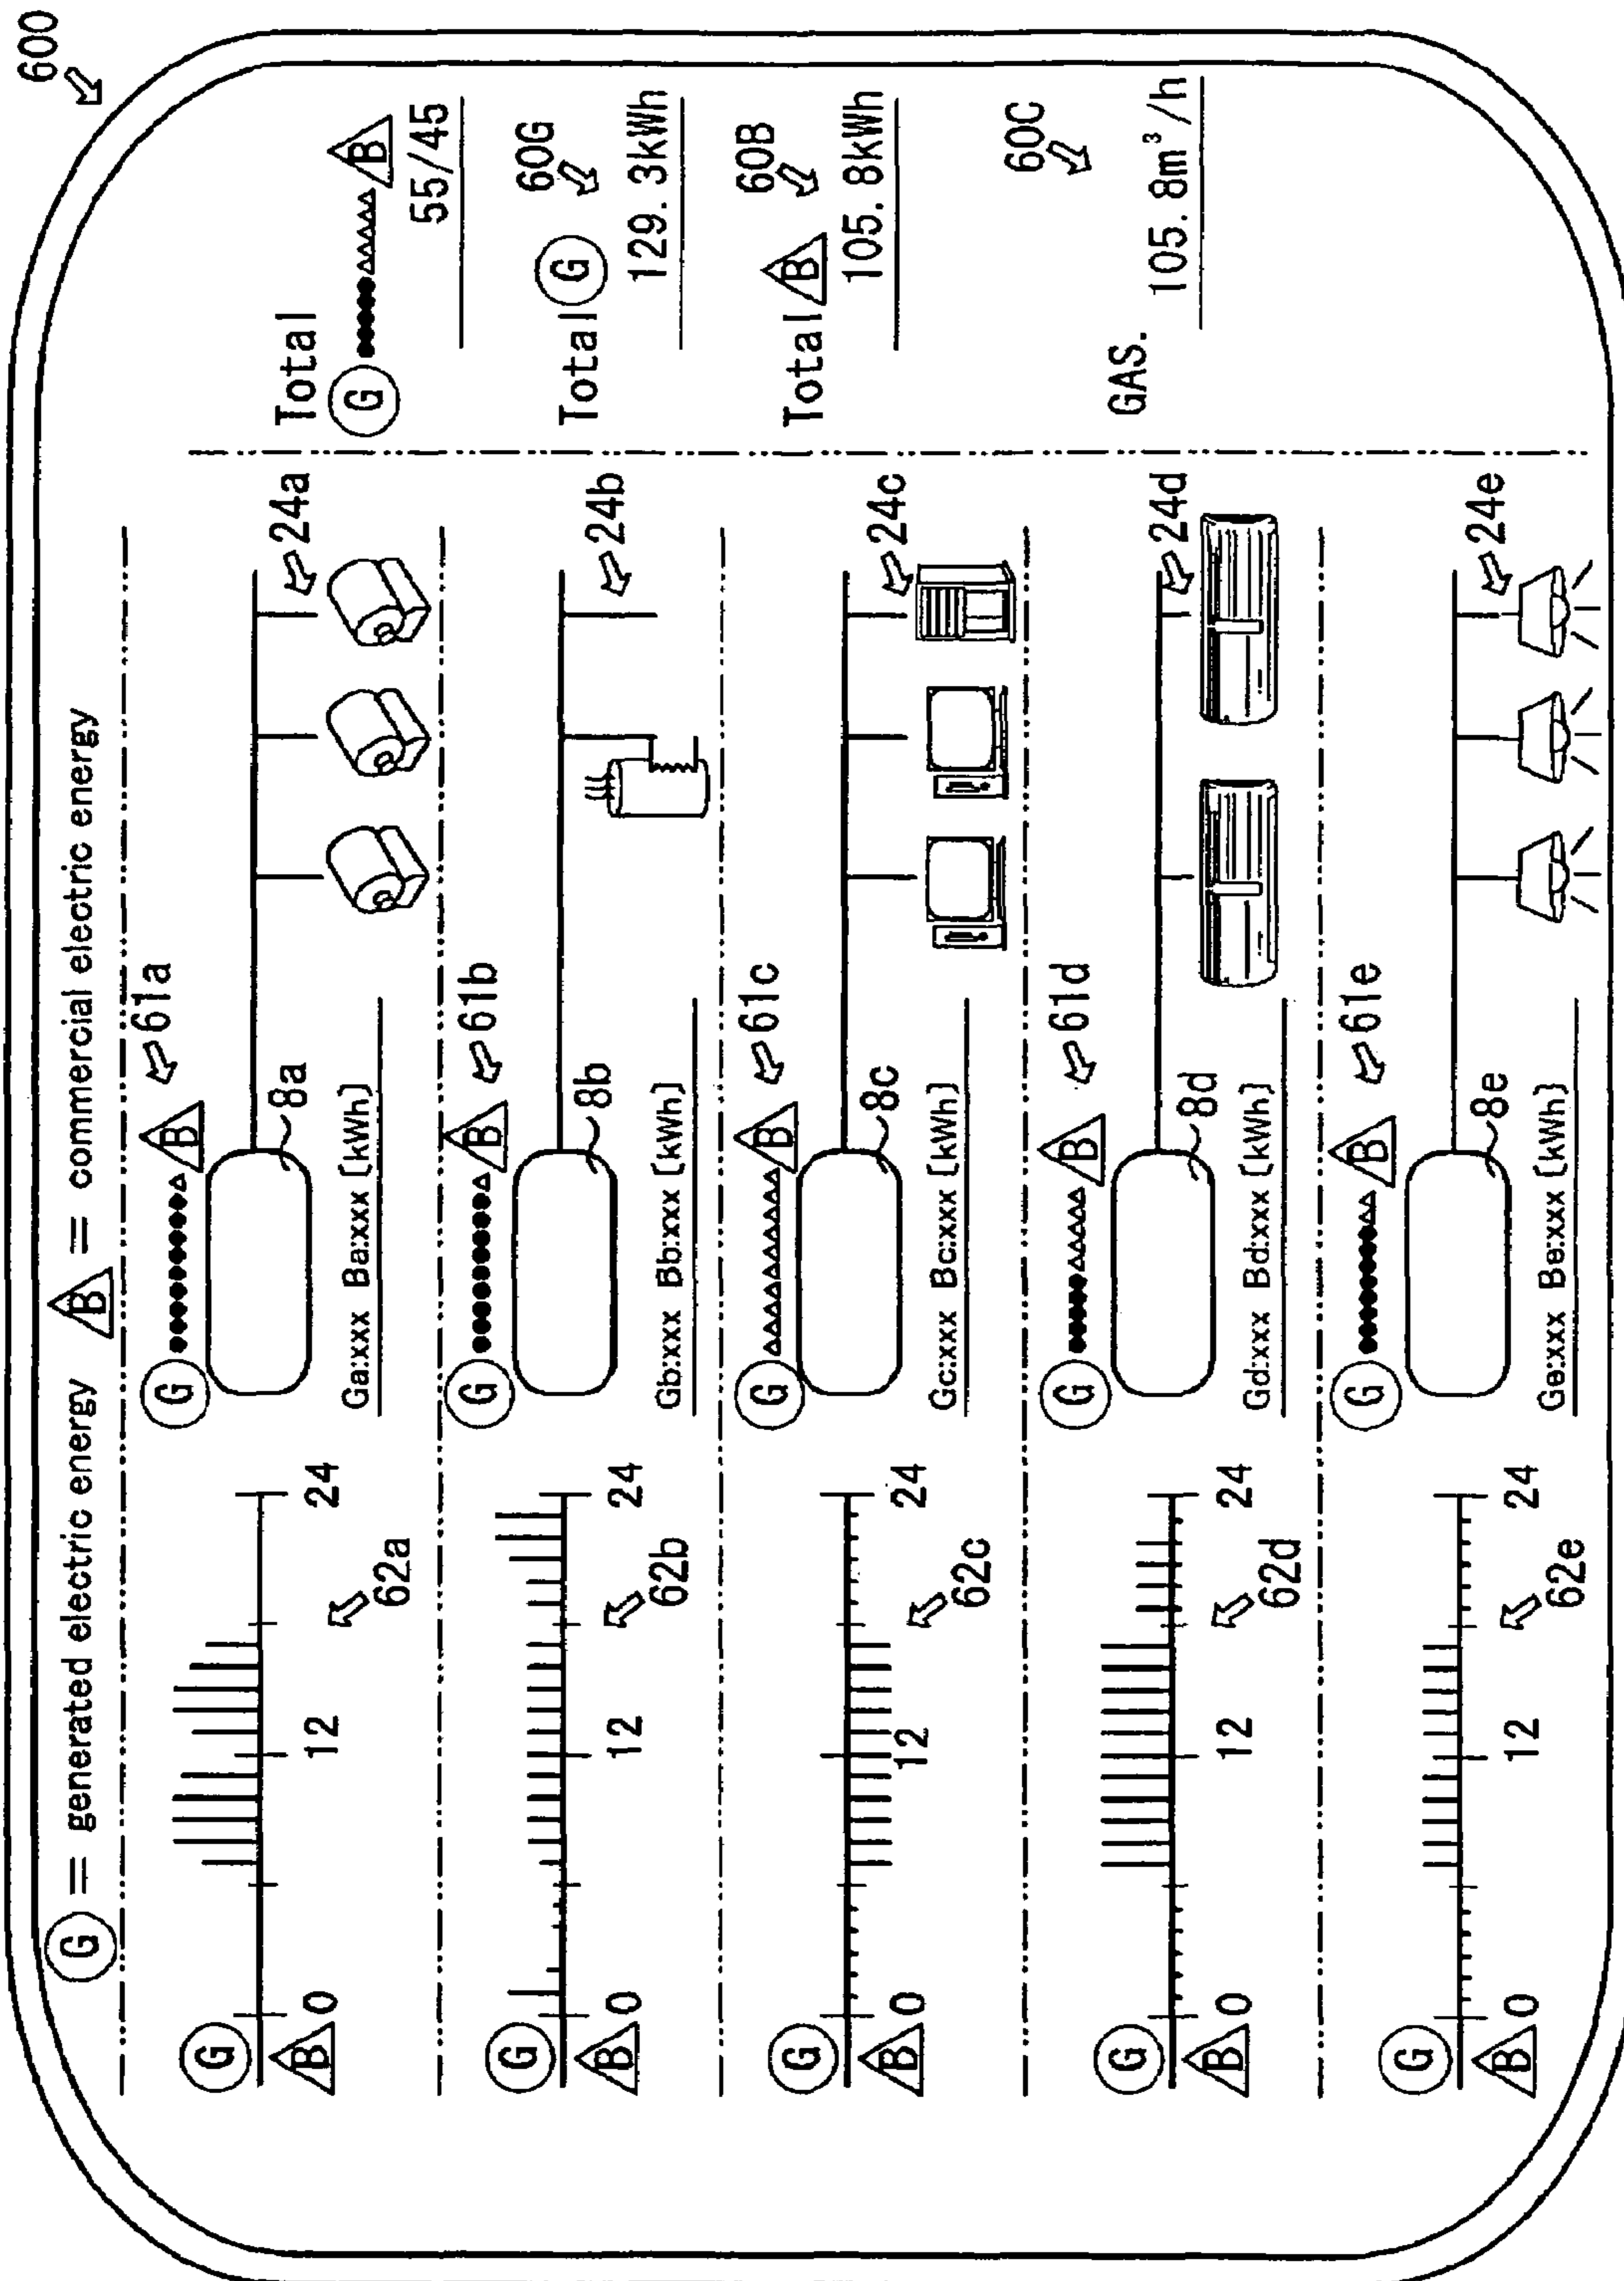 600
G = generated electric energy B = commercial electric energy
G
B
0
12
24
62a
G B
61a
8a
Ga:xxx Ba:xxx [kWh]
24a
G
B
0
12
24
62b
G B
61b
8b
Gb:xxx Bb:xxx [kWh]
24b
G
B
0
12
24
62c
G B
61c
8c
Gc:xxx Bc:xxx [kWh]
24c
G
B
0
12
24
62d
G B
61d
8d
Gd:xxx Bd:xxx [kWh]
24d
G
B
0
12
24
62e
G B
61e
8e
Ge:xxx Be:xxx [kWh]
24e
Total
G B
55/45
Total G 60G
129. 3kWh
Total B 60B
105. 8kWh
60C
GAS.
105. 8m³/h